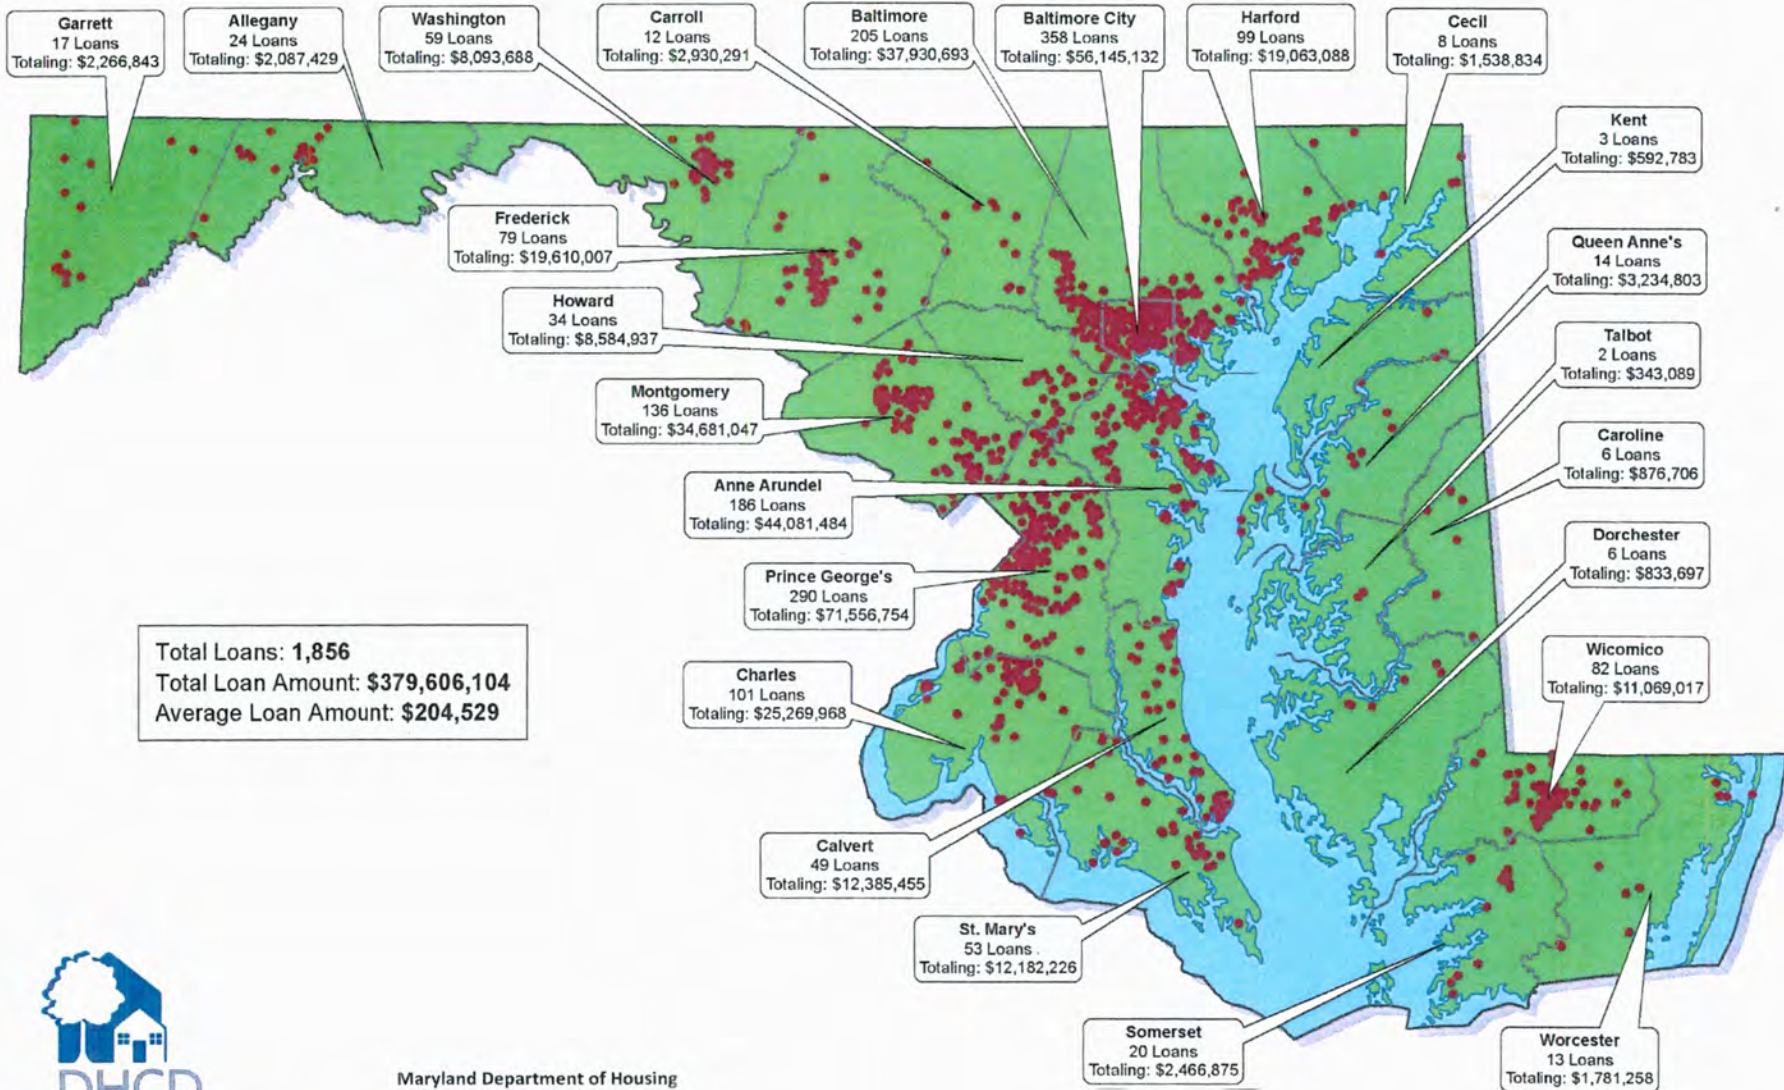 Garrett
17 Loans
Totaling: $2,266,843
Allegany
24 Loans
Totaling: $2,087,429
Washington
59 Loans
Totaling: $8,093,688
Carroll
12 Loans
Totaling: $2,930,291
Baltimore
205 Loans
Totaling: $37,930,693
Baltimore City
358 Loans
Totaling: $56,145,132
Harford
99 Loans
Totaling: $19,063,088
Cecil
8 Loans
Totaling: $1,538,834
Kent
3 Loans
Totaling: $592,783
Frederick
79 Loans
Totaling: $19,610,007
Queen Anne's
14 Loans
Totaling: $3,234,803
Howard
34 Loans
Totaling: $8,584,937
Talbot
2 Loans
Totaling: $343,089
Montgomery
136 Loans
Totaling: $34,681,047
Caroline
6 Loans
Totaling: $876,706
Anne Arundel
186 Loans
Totaling: $44,081,484
Dorchester
6 Loans
Totaling: $833,697
Prince George's
290 Loans
Totaling: $71,556,754
Total Loans: 1,856
Total Loan Amount: $379,606,104
Average Loan Amount: $204,529
Wicomico
82 Loans
Totaling: $11,069,017
Charles
101 Loans
Totaling: $25,269,968
Calvert
49 Loans
Totaling: $12,385,455
St. Mary's
53 Loans
Totaling: $12,182,226
Somerset
20 Loans
Totaling: $2,466,875
Worcester
13 Loans
Totaling: $1,781,258
DHCD
Maryland Department of Housing